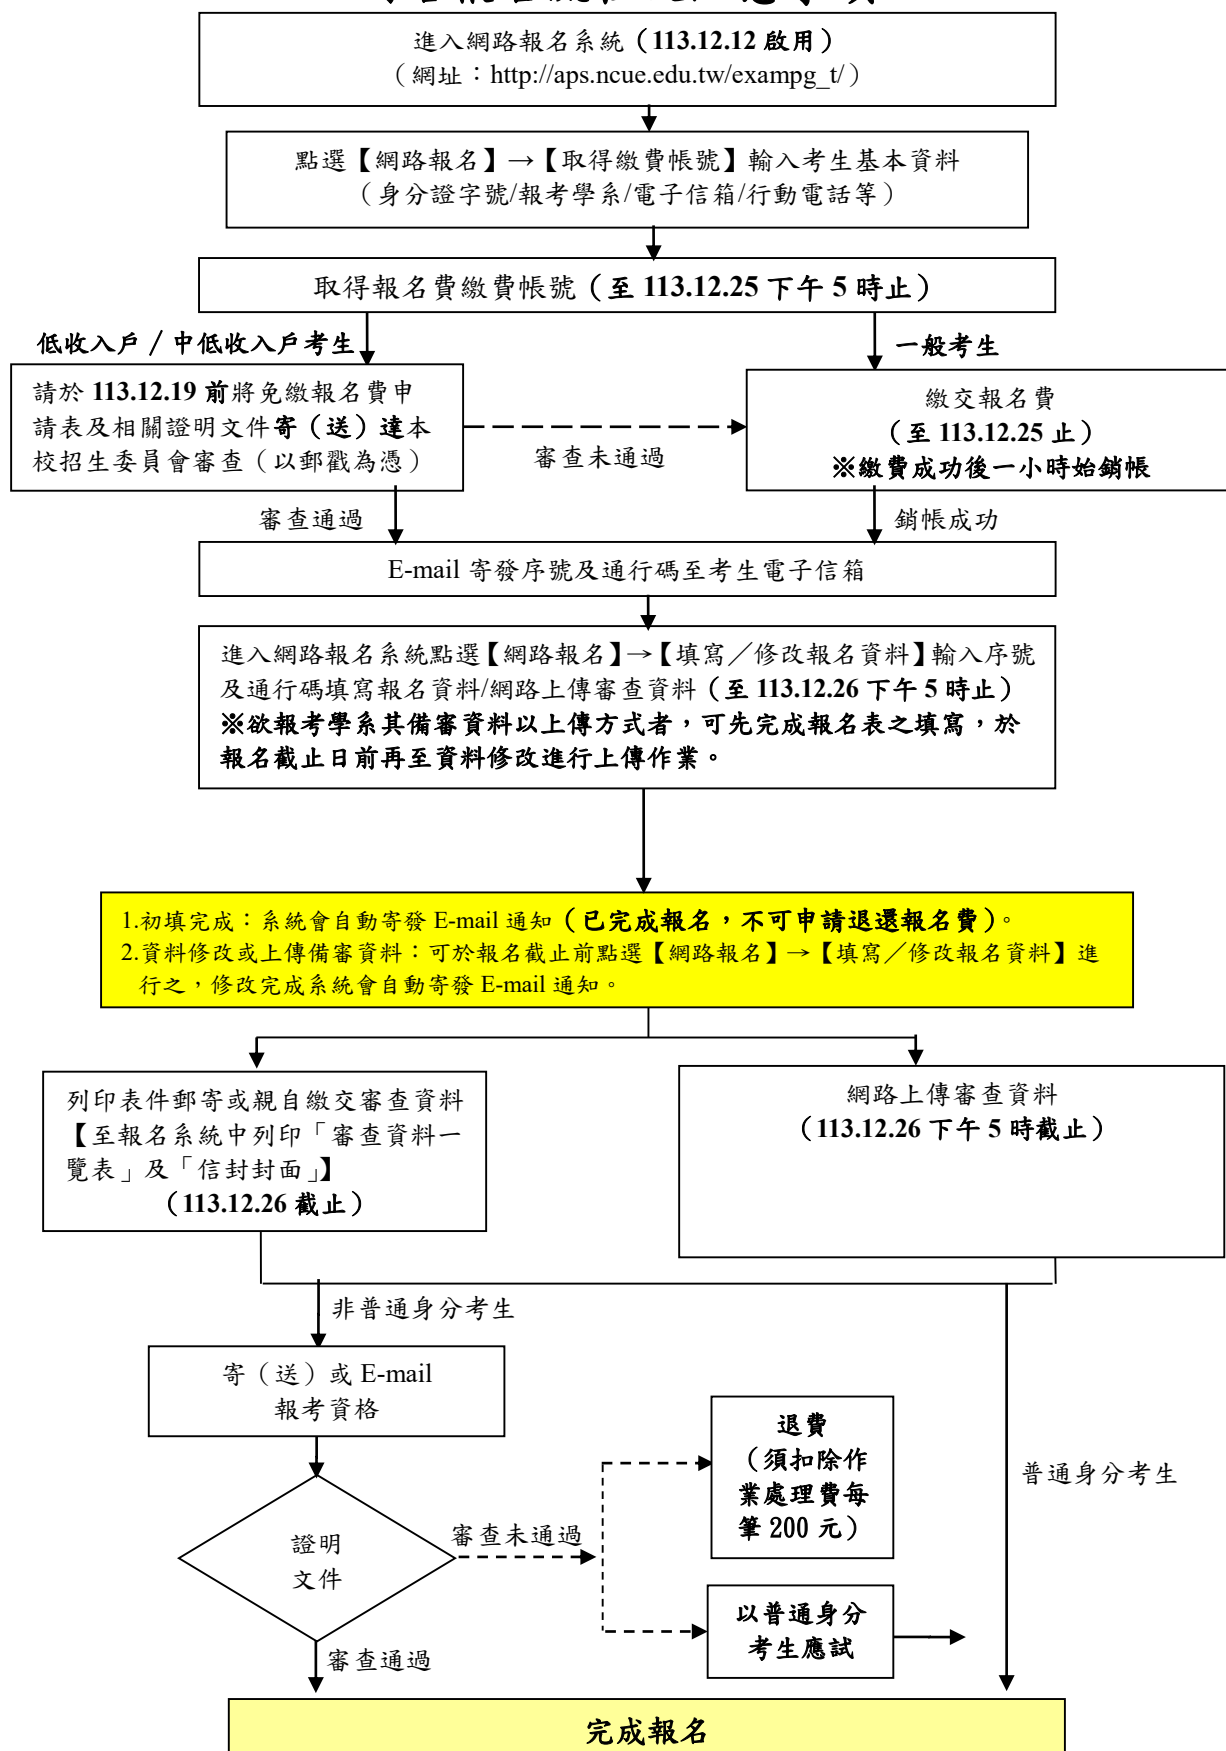 進入網路報名系統（113.12.12 啟用）
（網址：http://aps.ncue.edu.tw/exampg_t/）
點選【網路報名】→【取得繳費帳號】輸入考生基本資料
（身分證字號/報考學系/電子信箱/行動電話等）
取得報名費繳費帳號（至 113.12.25 下午 5 時止）
低收入戶／中低收入戶考生
一般考生
請於 113.12.19 前將免繳報名費申
請表及相關證明文件寄（送）達本
校招生委員會審查（以郵戳為憑）
審查未通過
繳交報名費
（至 113.12.25 止）
※繳費成功後一小時始銷帳
審查通過
銷帳成功
E-mail 寄發序號及通行碼至考生電子信箱
進入網路報名系統點選【網路報名】→【填寫／修改報名資料】輸入序號
及通行碼填寫報名資料/網路上傳審查資料（至 113.12.26 下午 5 時止）
※欲報考學系其備審資料以上傳方式者，可先完成報名表之填寫，於
報名截止日前再至資料修改進行上傳作業。
1.初填完成：系統會自動寄發 E-mail 通知（已完成報名，不可申請退還報名費）。
2.資料修改或上傳備審資料：可於報名截止前點選【網路報名】→【填寫／修改報名資料】進
行之，修改完成系統會自動寄發 E-mail 通知。
列印表件郵寄或親自繳交審查資料
【至報名系統中列印「審查資料一
覽表」及「信封封面」】
（113.12.26 截止）
網路上傳審查資料
（113.12.26 下午 5 時截止）
非普通身分考生
寄（送）或 E-mail
報考資格
退費
（須扣除作
業處理費每
筆 200 元）
普通身分考生
證明
文件
審查未通過
以普通身分
考生應試
審查通過
完成報名